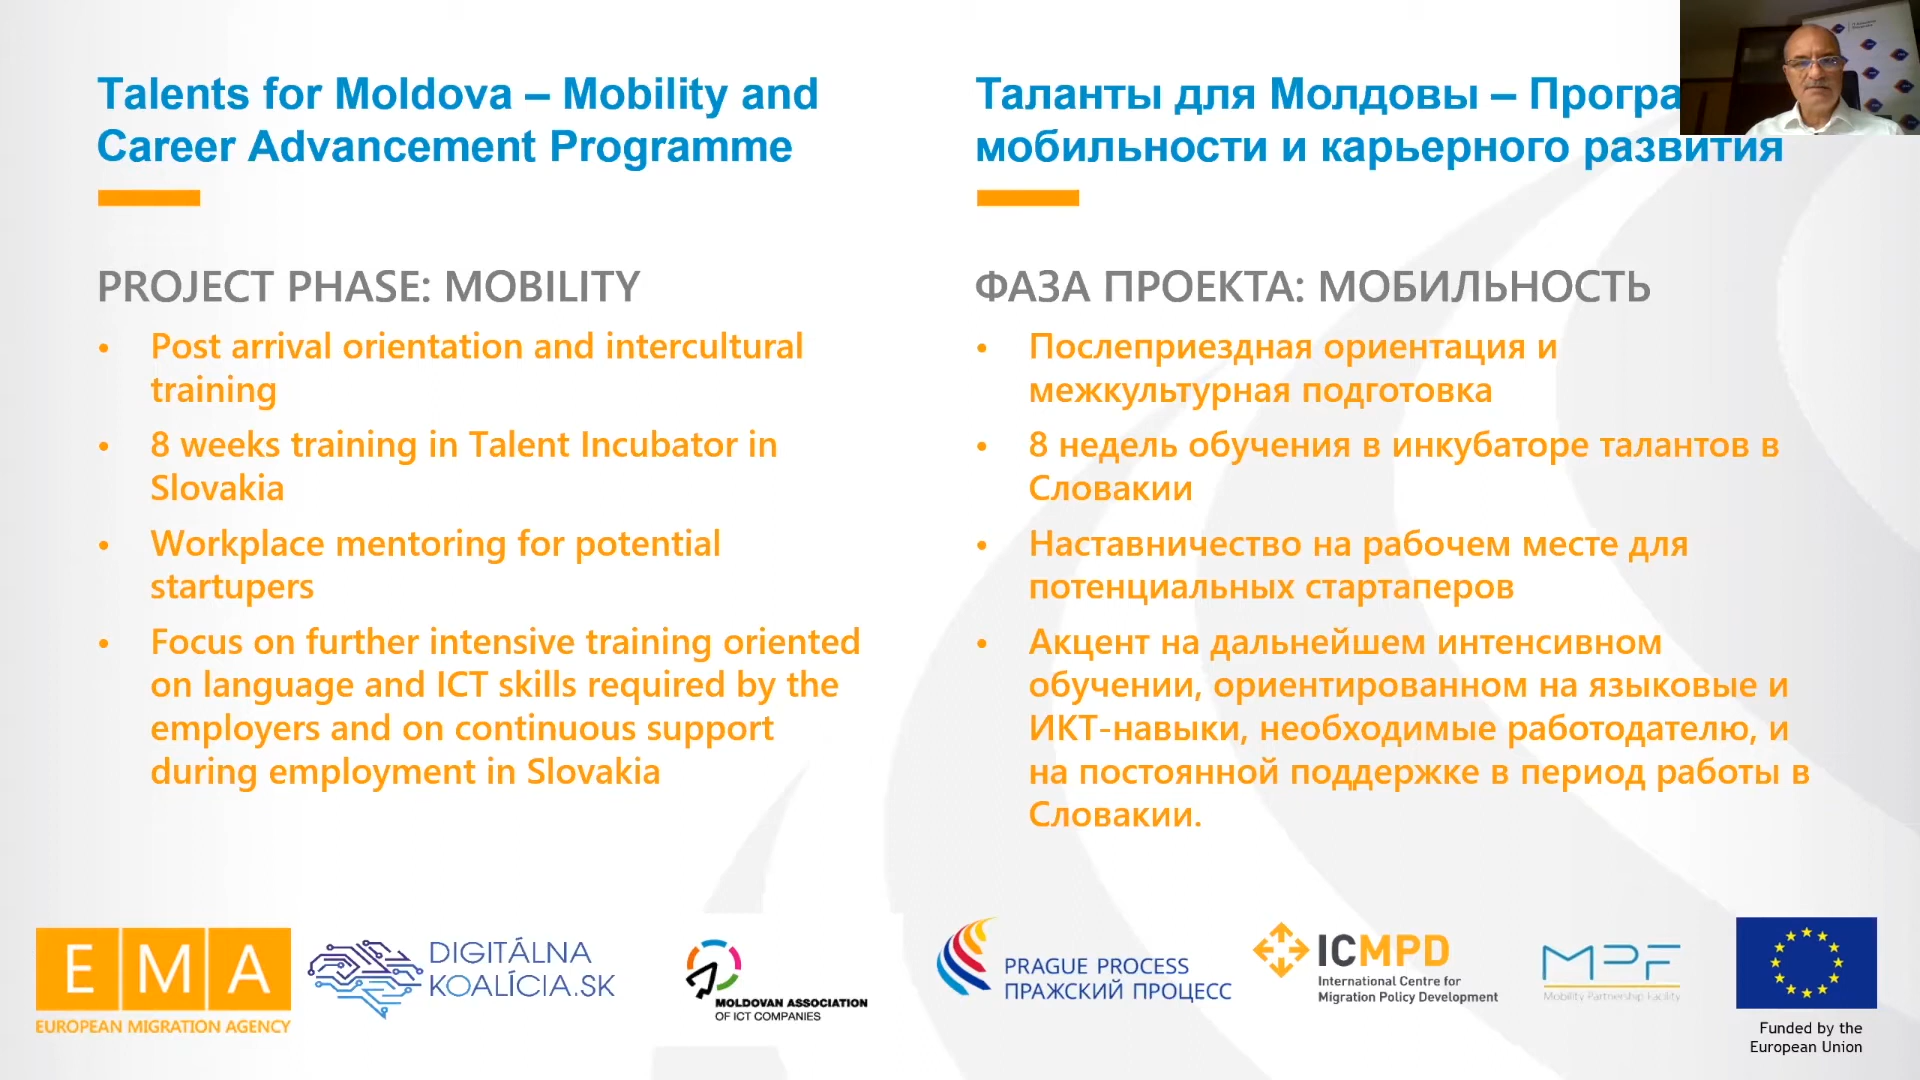 Talents for Moldova – Mobility and
Career Advancement Programme
PROJECT PHASE: MOBILITY
• Post arrival orientation and intercultural
training
• 8 weeks training in Talent Incubator in
Slovakia
• Workplace mentoring for potential
startupers
• Focus on further intensive training oriented
on language and ICT skills required by the
employers and on continuous support
during employment in Slovakia
Таланты для Молдовы – Програ
мобильности и карьерного развития
ФАЗА ПРОЕКТА: МОБИЛЬНОСТЬ
• Послеприездная ориентация и
межкультурная подготовка
• 8 недель обучения в инкубаторе талантов в
Словакии
• Наставничество на рабочем месте для
потенциальных стартаперов
• Акцент на дальнейшем интенсивном
обучении, ориентированном на языковые и
ИКТ-навыки, необходимые работодателю, и
на постоянной поддержке в период работы в
Словакии.
EMA
EUROPEAN MIGRATION AGENCY
DIGITÁLNA
KOALÍCIA.SK
MOLDOVAN ASSOCIATION
OF ICT COMPANIES
PRAGUE PROCESS
ПРАЖСКИЙ ПРОЦЕСС
ICMPD
International Centre for
Migration Policy Development
MPF
Mobility Partnership Facility
Funded by the
European Union